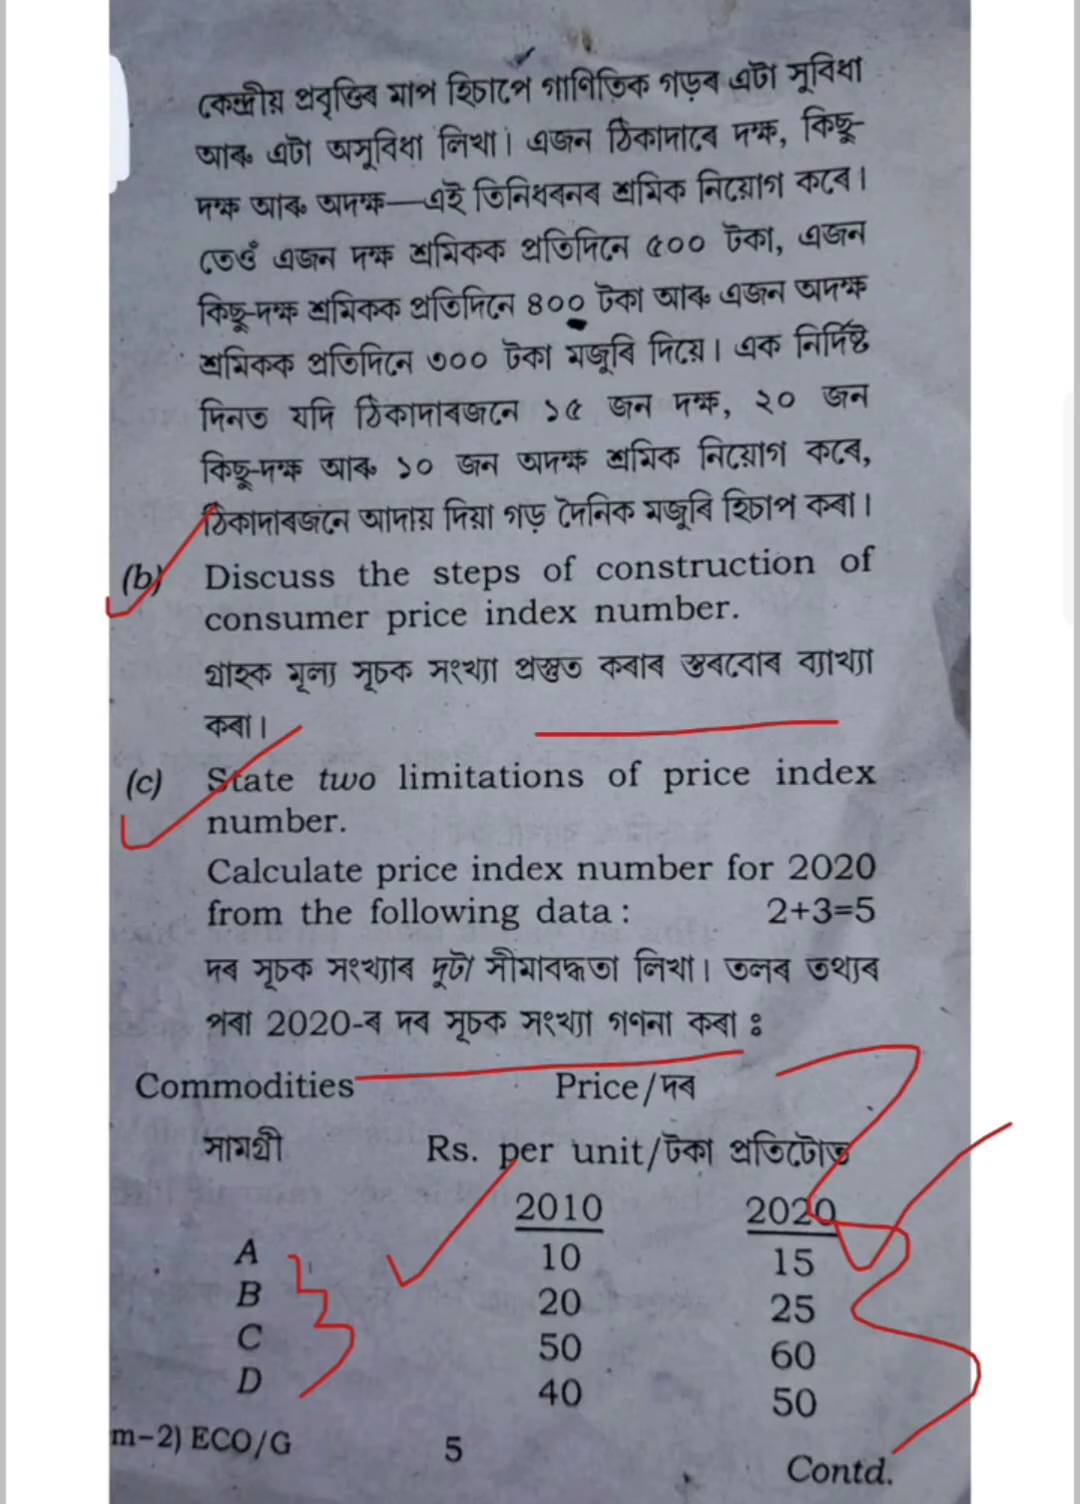 কেন্দ্ৰীয় প্ৰবৃত্তিৰ মাপ হিচাপে গাণিতিক গড়ৰ এটা সুবিধা
আৰু এটা অসুবিধা লিখা। এজন ঠিকাদাৰে দক্ষ, কিছু-
দক্ষ আৰু অদক্ষ—এই তিনিধৰনৰ শ্ৰমিক নিয়োগ কৰে।
তেওঁ এজন দক্ষ শ্ৰমিকক প্ৰতিদিনে ৫০০ টকা, এজন
কিছু-দক্ষ শ্ৰমিকক প্ৰতিদিনে ৪০০ টকা আৰু এজন অদক্ষ
শ্ৰমিকক প্ৰতিদিনে ৩০০ টকা মজুৰি দিয়ে। এক নিৰ্দিষ্ট
দিনত যদি ঠিকাদাৰজনে ১৫ জন দক্ষ, ২০ জন
কিছু-দক্ষ আৰু ১০ জন অদক্ষ শ্ৰমিক নিয়োগ কৰে,
ঠিকাদাৰজনে আদায় দিয়া গড় দৈনিক মজুৰি হিচাপ কৰা।
(b) Discuss the steps of construction of
consumer price index number.
গ্ৰাহক মূল্য সূচক সংখ্যা প্ৰস্তুত কৰাৰ স্তৰবোৰ ব্যাখ্যা
কৰা।
(c) State two limitations of price index
number.
Calculate price index number for 2020
from the following data : 2+3=5
দৰ সূচক সংখ্যাৰ দুটা সীমাবদ্ধতা লিখা। তলৰ তথ্যৰ
পৰা 2020-ৰ দৰ সূচক সংখ্যা গণনা কৰা ঃ
Commodities Price/দৰ
সামগ্ৰী Rs. per unit/টকা প্ৰতিটোত
2010 2020
A 10 15
B 20 25
C 50 60
D 40 50
m-2) ECO/G 5 Contd.